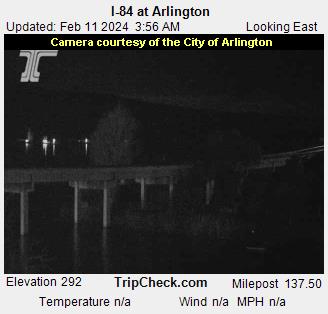 I-84 at Arlington
Updated: Feb 11 2024 3:56 AM Looking East
Camera courtesy of the City of Arlington
Elevation 292 TripCheck.com Milepost 137.50
Temperature n/a Wind n/a MPH n/a